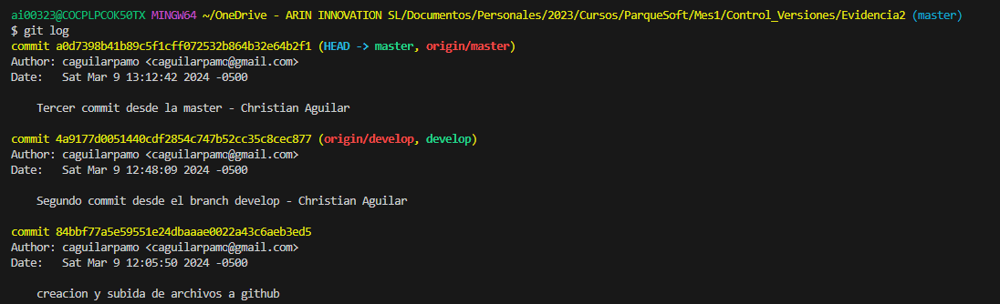 ai00323@COCPLPCOK50TX MINGW64 ~/OneDrive - ARIN INNOVATION SL/Documentos/Personales/2023/Cursos/ParqueSoft/Mes1/Control_Versiones/Evidencia2 (master)
$ git log
commit a0d7398b41b89c5f1cff072532b864b32e64b2f1 (HEAD -> master, origin/master)
Author: caguilarpamo <caguilarpamo@gmail.com>
Date:   Sat Mar 9 13:12:42 2024 -0500
Tercer commit desde la master - Christian Aguilar
commit 4a9177d0051440cdf2854c747b52cc35c8cec877 (origin/develop, develop)
Author: caguilarpamo <caguilarpamo@gmail.com>
Date:   Sat Mar 9 12:48:09 2024 -0500
Segundo commit desde el branch develop - Christian Aguilar
commit 84bbf77a5e59551e24dbaaae0022a43c6aeb3ed5
Author: caguilarpamo <caguilarpamo@gmail.com>
Date:   Sat Mar 9 12:05:50 2024 -0500
creacion y subida de archivos a github